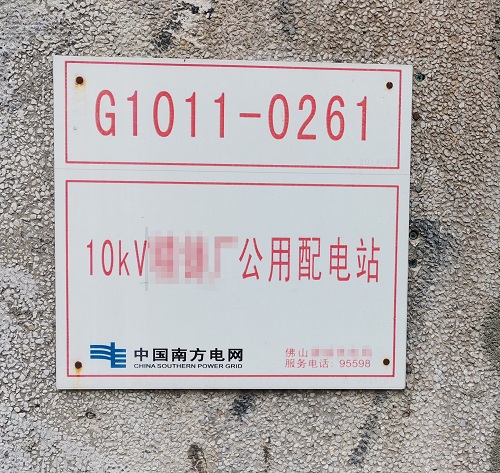 G1011-0261
10kV 厂公用配电站
中国南方电网
CHINA SOUTHERN POWER GRID
佛山
服务电话: 95598